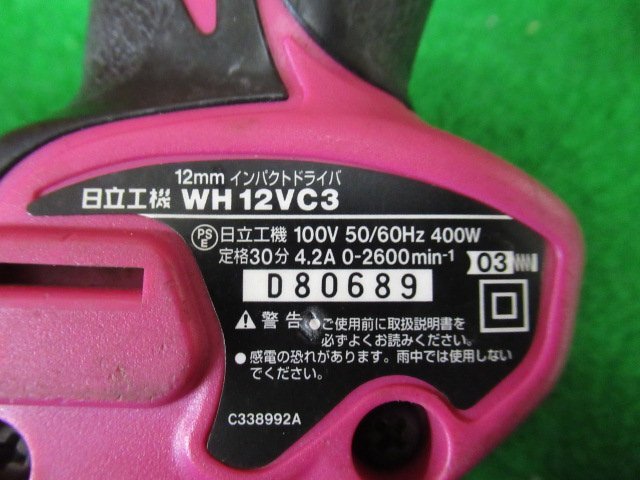 12mm インパクトドライバ
日立工機 WH 12VC3
PS E 日立工機 100V 50/60Hz 400W
定格30分 4.2A 0-2600min-1
03
D80689
警告 ●ご使用前に取扱説明書を
必ずよくお読みください。
●感電の恐れがあります。雨中では使用しない
でください。
C338992A